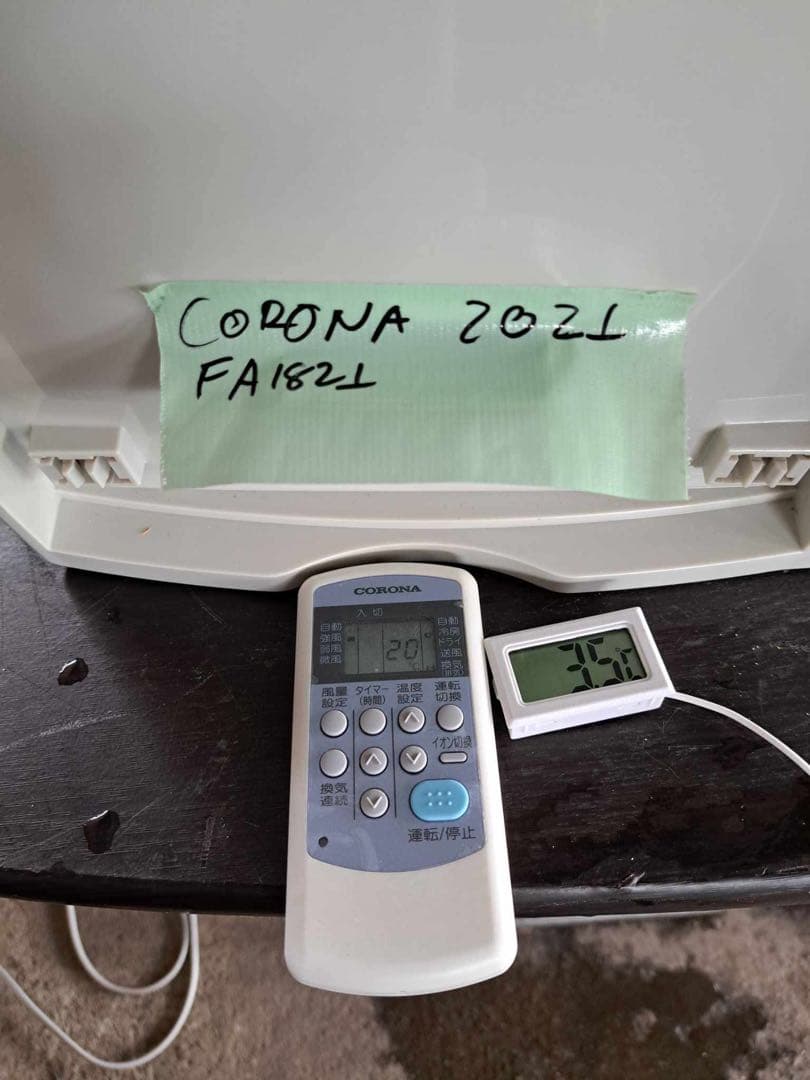 CORONA 2021
FA1821
CORONA
入 切
自動
強風
弱風
微風
20
自動
冷房
ドライ
送風
換気
風量
設定
タイマー
(時間)
温度
設定
運転
切換
イオン切換
換気
連続
運転/停止
3.5℃